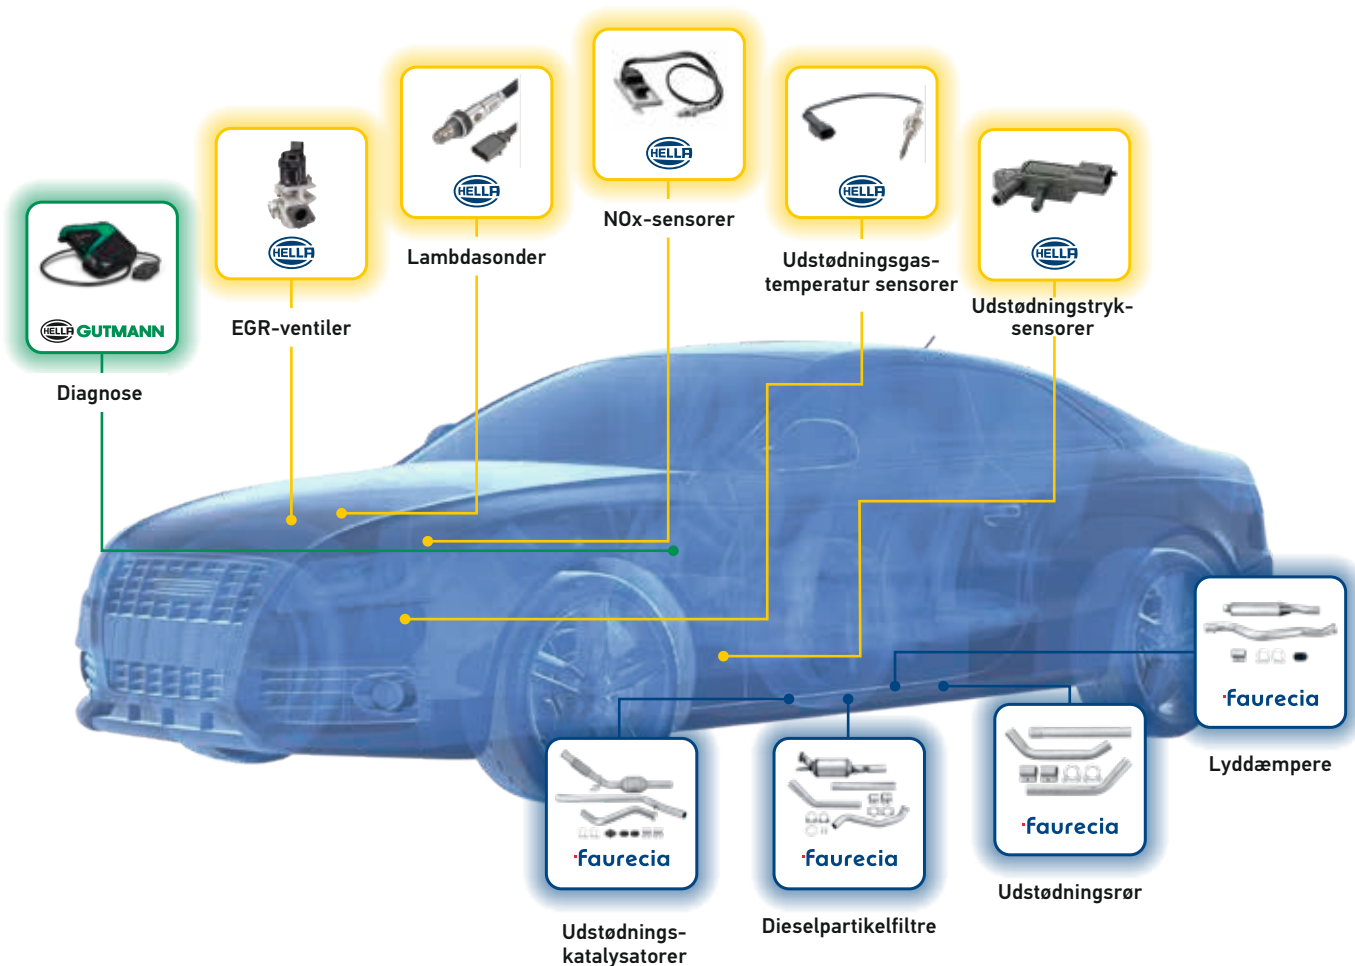 HELLA
NOx-sensorer
HELLA
Lambdasonder
HELLA
Udstødningsgas-
temperatur sensorer
HELLA
Udstødningstryk-
sensorer
HELLA
EGR-ventiler
HELLA GUTMANN
Diagnose
faurecia
Lyddæmpere
faurecia
Udstødningsrør
faurecia
Dieselpartikelfiltre
faurecia
Udstødnings-
katalysatorer